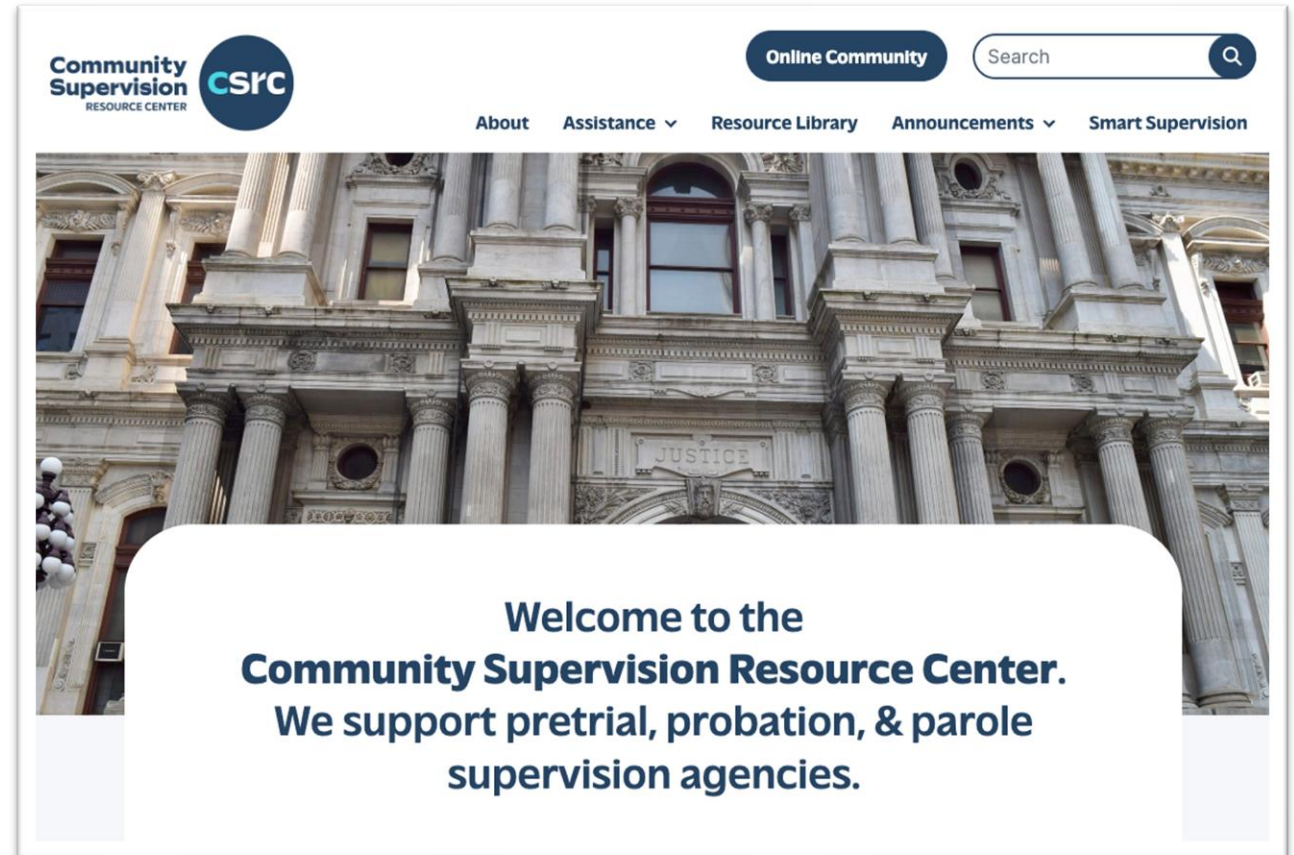 Community
Supervision
RESOURCE CENTER
csrc
Online Community
Search
About
Assistance
Resource Library
Announcements
Smart Supervision
JUSTICE
Welcome to the
Community Supervision Resource Center.
We support pretrial, probation, & parole
supervision agencies.